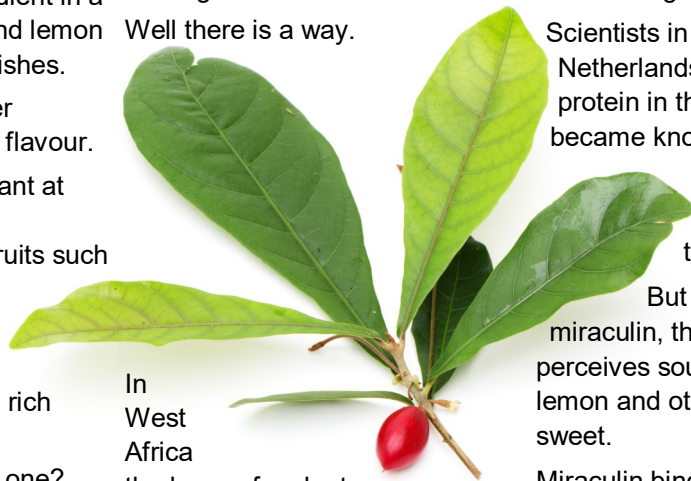 nd lemon
ishes.
er
flavour.
ant at
ruits such
rich
one?
Well there is a way.
In
West
Africa
Scientists in
Netherlands
protein in th
became kno
t
But
miraculin, th
perceives sou
lemon and ot
sweet.
Miraculin bind